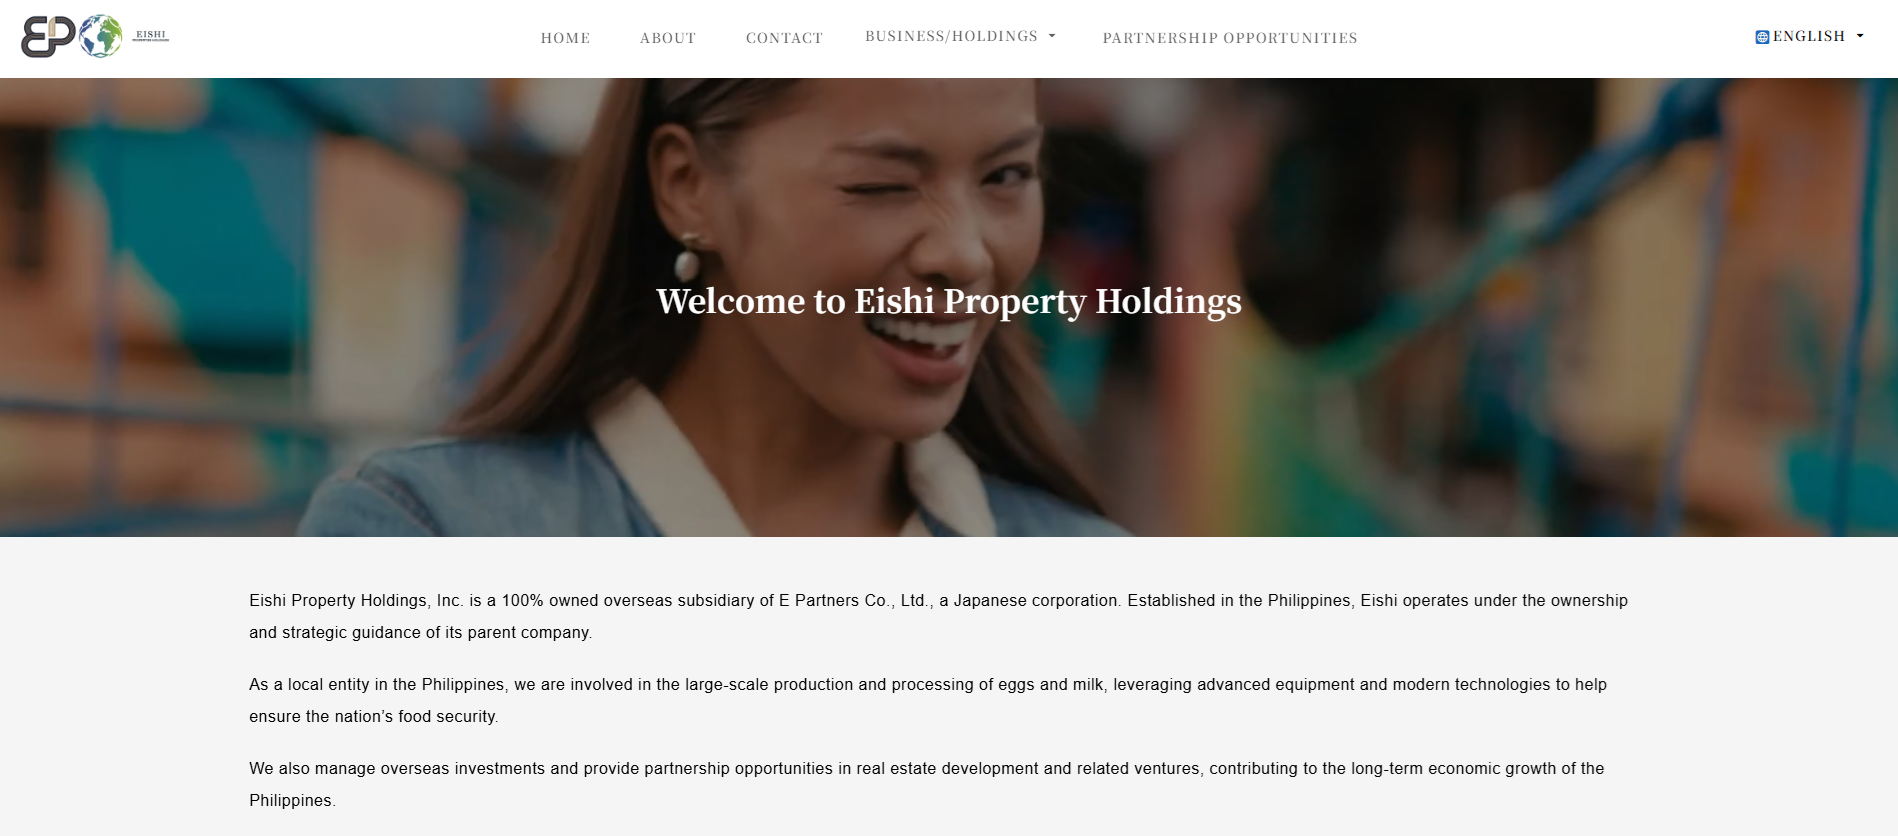 EP
EISHI
HOME
ABOUT
CONTACT
BUSINESS/HOLDINGS
PARTNERSHIP OPPORTUNITIES
ENGLISH
Welcome to Eishi Property Holdings
Eishi Property Holdings, Inc. is a 100% owned overseas subsidiary of E Partners Co., Ltd., a Japanese corporation. Established in the Philippines, Eishi operates under the ownership
and strategic guidance of its parent company.
As a local entity in the Philippines, we are involved in the large-scale production and processing of eggs and milk, leveraging advanced equipment and modern technologies to help
ensure the nation’s food security.
We also manage overseas investments and provide partnership opportunities in real estate development and related ventures, contributing to the long-term economic growth of the
Philippines.